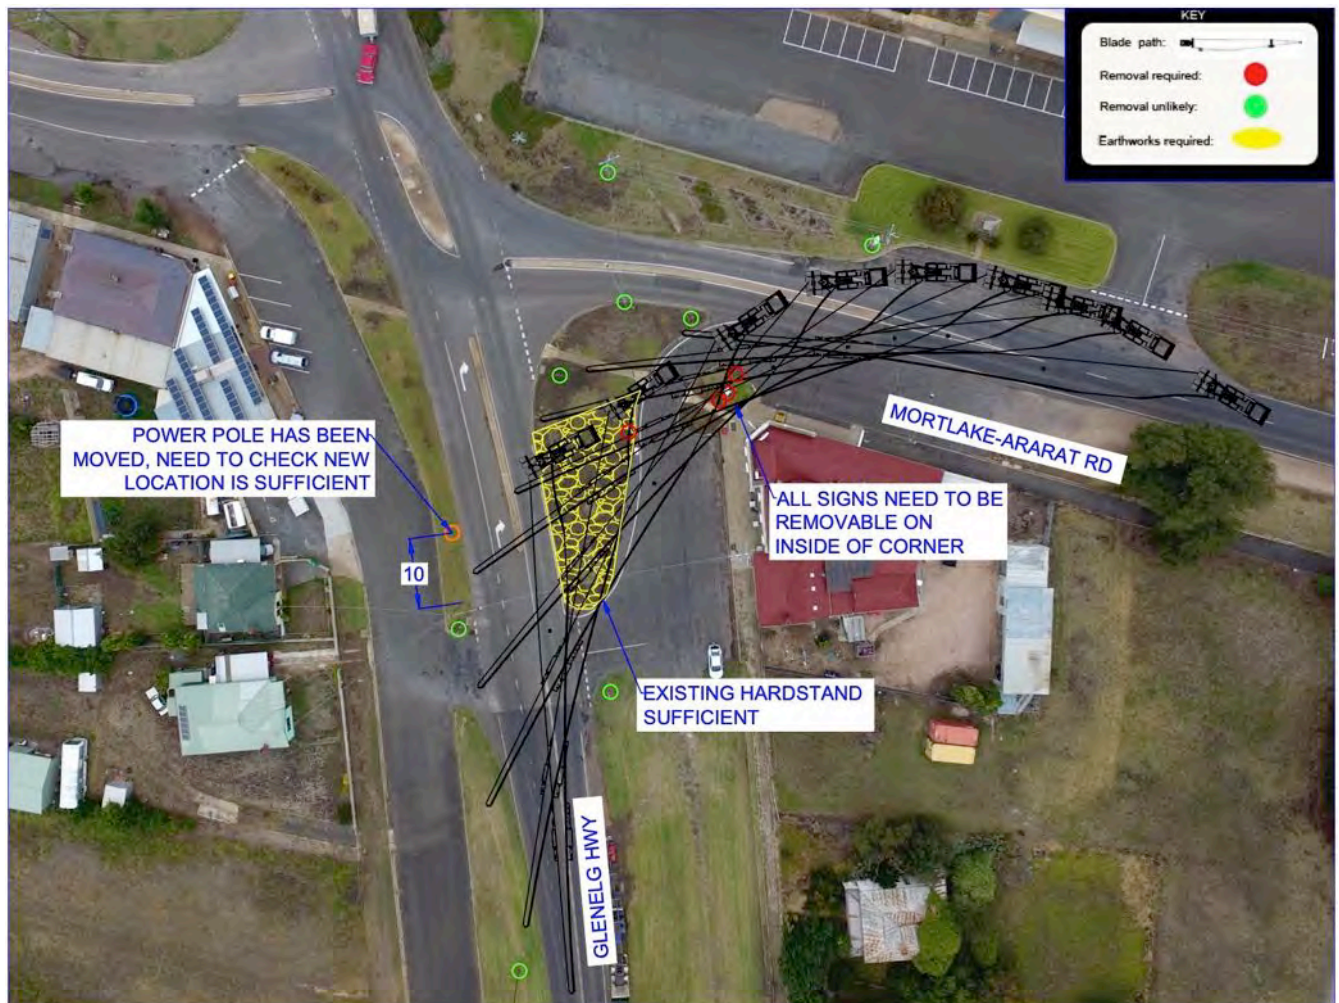 KEY
Blade path:
Removal required:
Removal unlikely:
Earthworks required:
POWER POLE HAS BEEN
MOVED, NEED TO CHECK NEW
LOCATION IS SUFFICIENT
10
MORTLAKE-ARARAT RD
ALL SIGNS NEED TO BE
REMOVABLE ON
INSIDE OF CORNER
EXISTING HARDSTAND
SUFFICIENT
GLENELG HWY